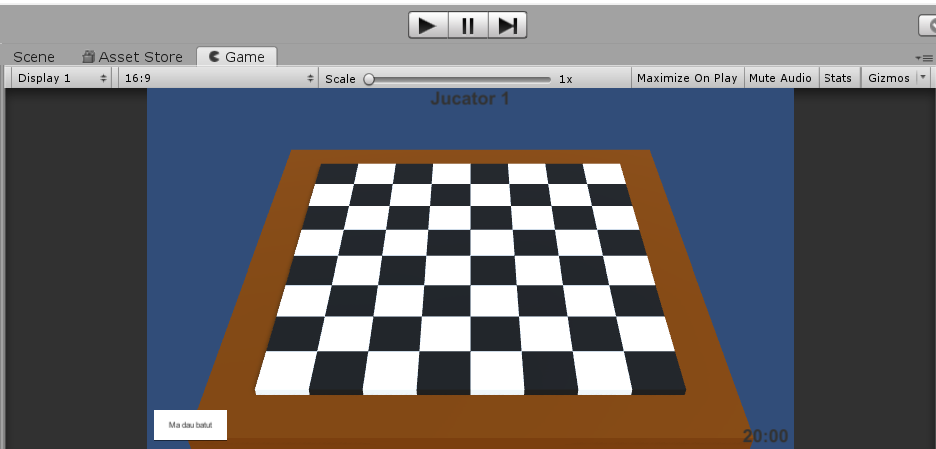 Scene Asset Store Game
Display 1 16:9 Scale 1x Maximize On Play Mute Audio Stats Gizmos
Jucator 1
Ma dau batut
20:00